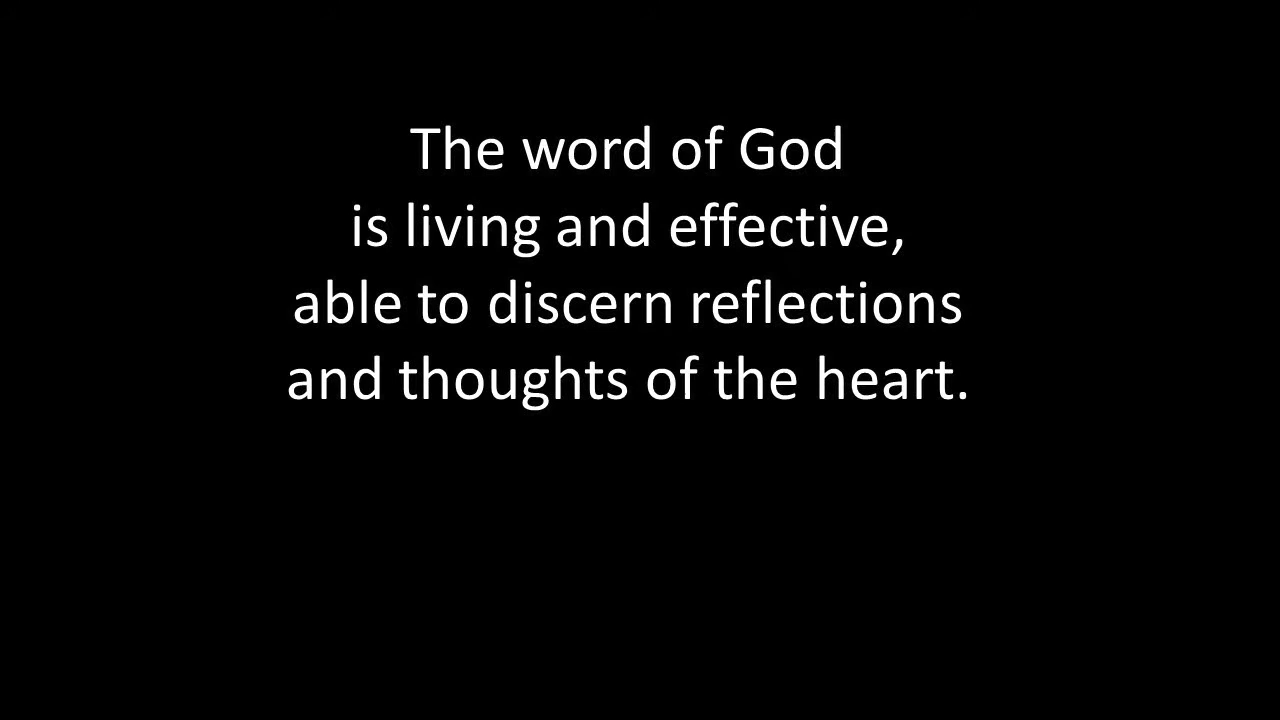 The word of God
is living and effective,
able to discern reflections
and thoughts of the heart.